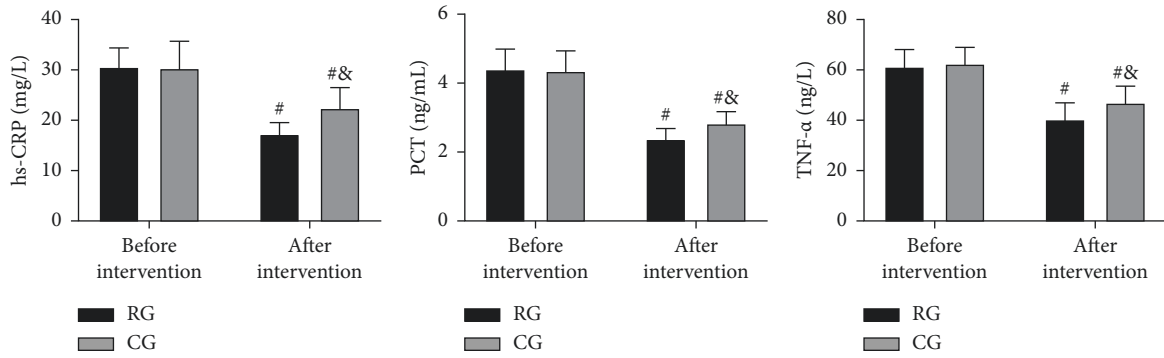 hs-CRP (mg/L)
40
30
20
10
0
#
#&
Before
intervention
After
intervention
RG
CG
PCT (ng/mL)
6
4
2
0
#
#&
Before
intervention
After
intervention
RG
CG
TNF-α (ng/L)
80
60
40
20
0
#
#&
Before
intervention
After
intervention
RG
CG